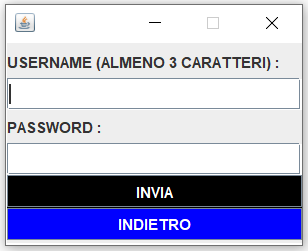 USERNAME (ALMENO 3 CARATTERI) :
PASSWORD :
INVIA
INDIETRO